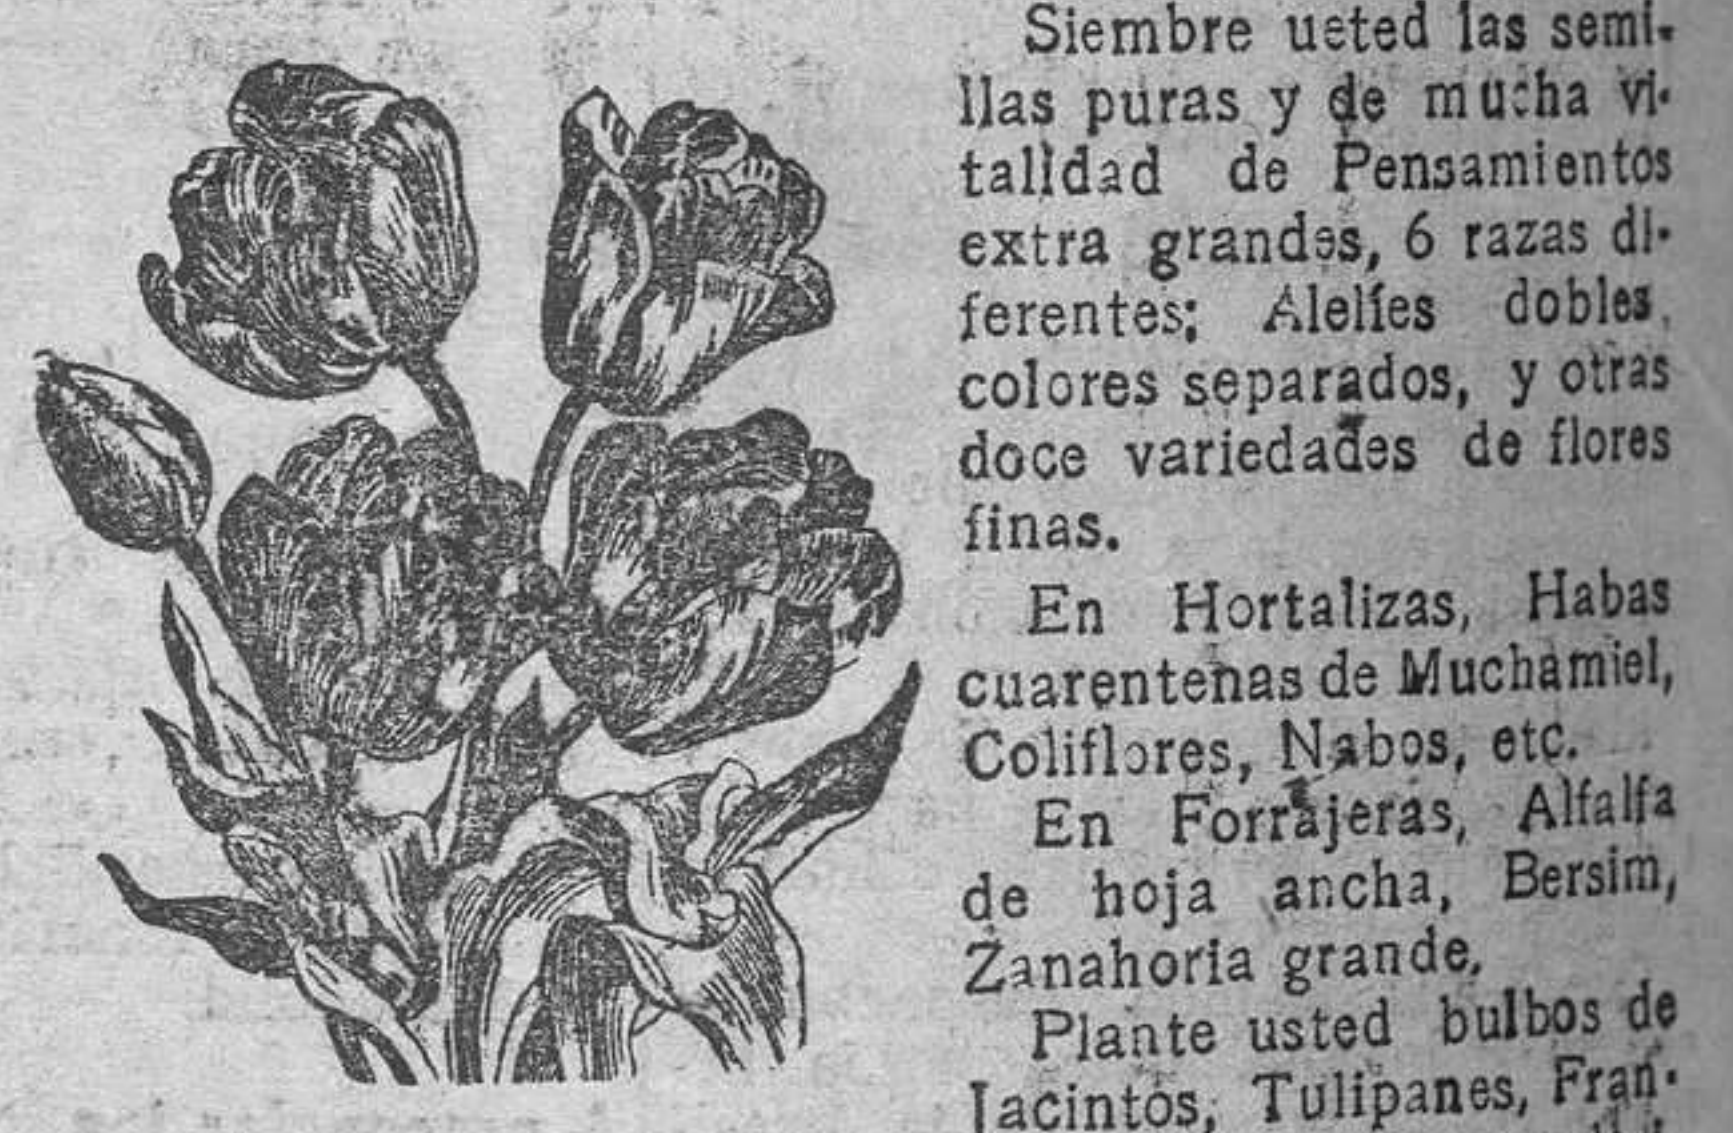 Siembre usted las semi-
llas puras y de mucha vi-
talidad de Pensamientos
extra grandes, 6 razas di-
ferentes; Alelíes dobles,
colores separados, y otras
doce variedades de flores
finas.
En Hortalizas, Habas
cuarentenas de Muchamiel,
Coliflores, Nabos, etc.
En Forrajeras, Alfalfa
de hoja ancha, Bersim,
Zanahoria grande,
Plante usted bulbos de
Jacintos, Tulipanes, Fran-